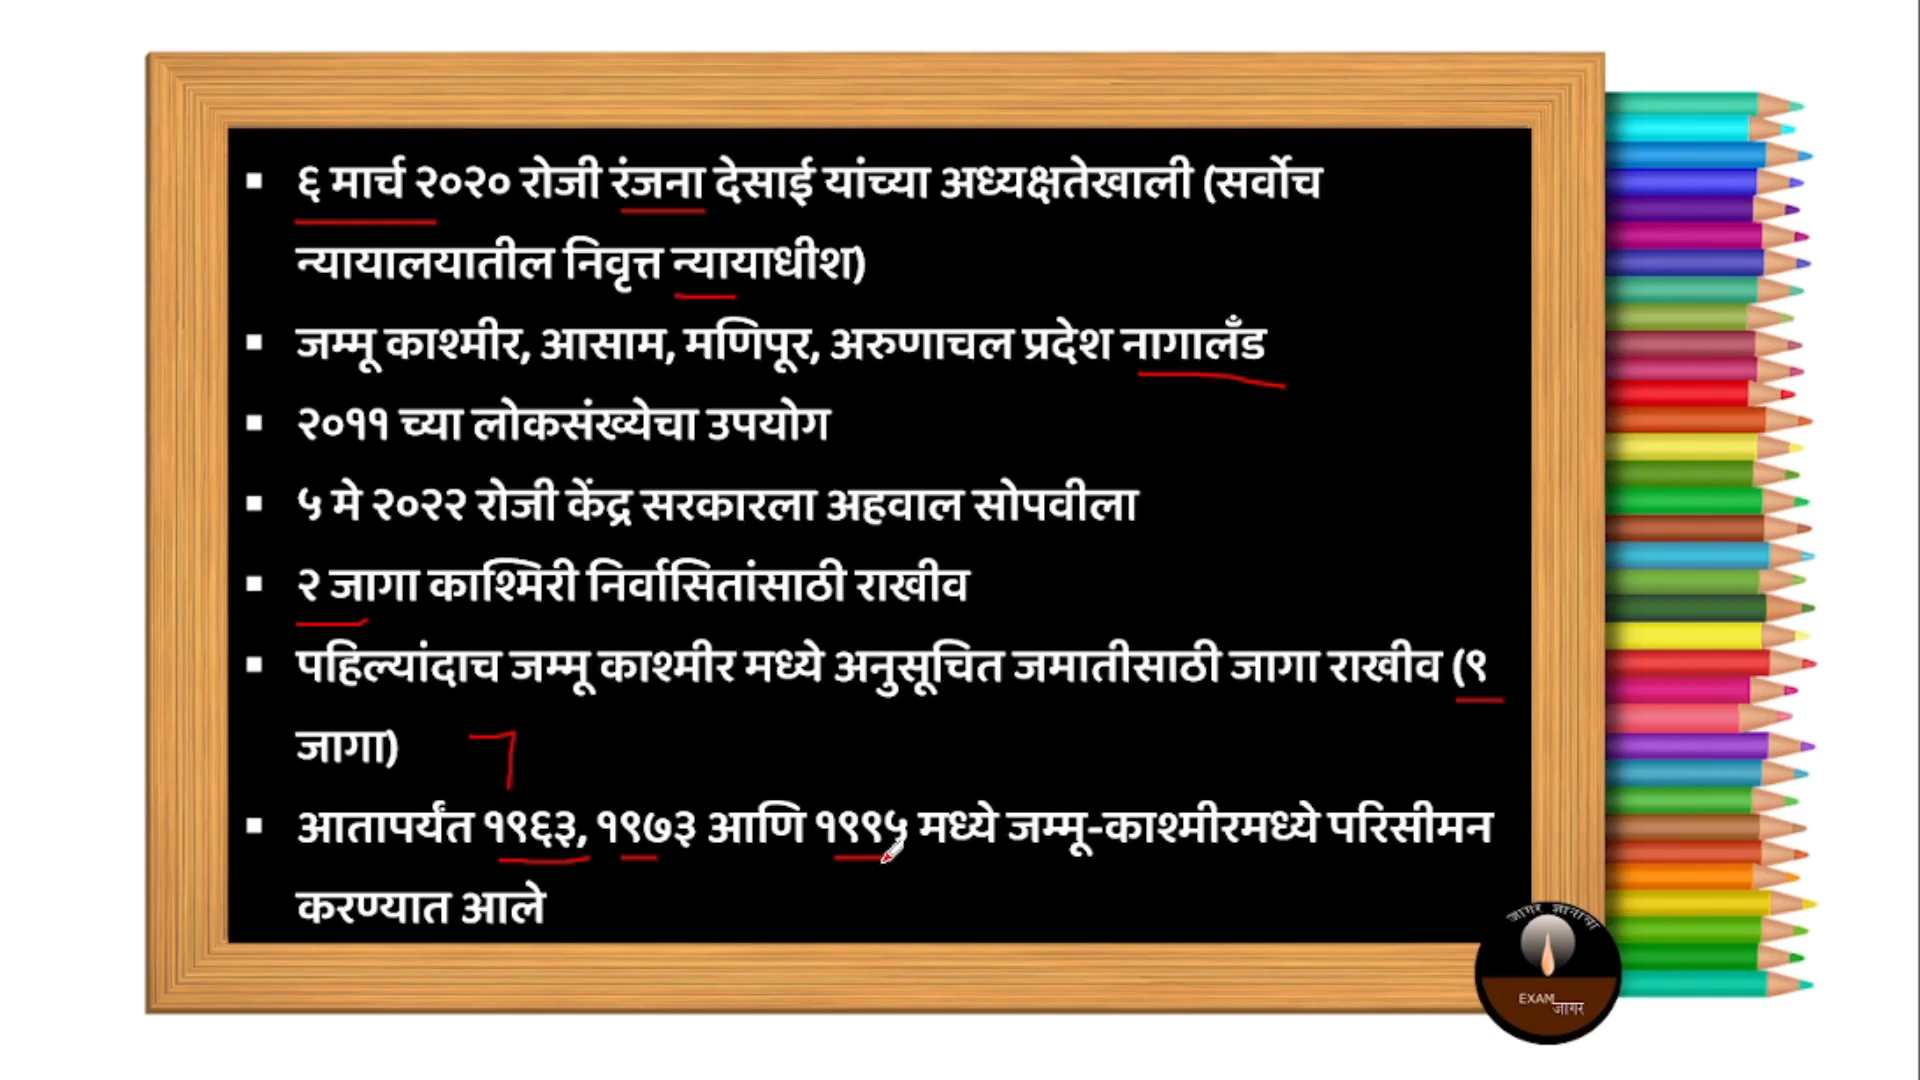 ६ मार्च २०२० रोजी रंजना देसाई यांच्या अध्यक्षतेखाली (सर्वोच
न्यायालयातील निवृत्त न्यायाधीश)
जम्मू काश्मीर, आसाम, मणिपूर, अरुणाचल प्रदेश नागालँड
२०११ च्या लोकसंख्येचा उपयोग
५ मे २०२२ रोजी केंद्र सरकारला अहवाल सोपवीला
२ जागा काश्मिरी निर्वासितांसाठी राखीव
पहिल्यांदाच जम्मू काश्मीर मध्ये अनुसूचित जमातीसाठी जागा राखीव (९
जागा)
आतापर्यंत १९६३, १९७३ आणि १९९५ मध्ये जम्मू-काश्मीरमध्ये परिसीमन
करण्यात आले
जागर ज्ञानाचा
EXAM
जागर